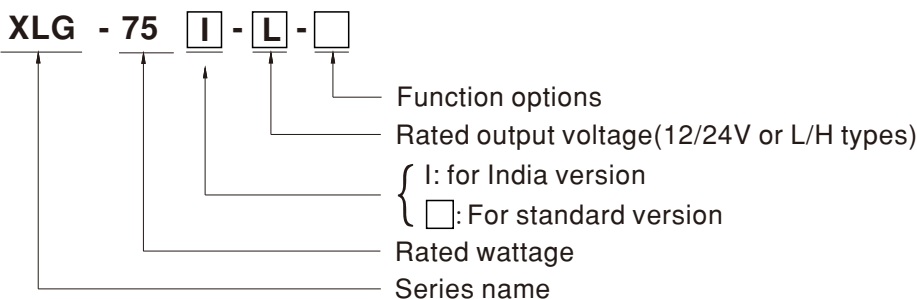 XLG - 75 I - L - □
Function options
Rated output voltage(12/24V or L/H types)
I: for India version
□: For standard version
Rated wattage
Series name